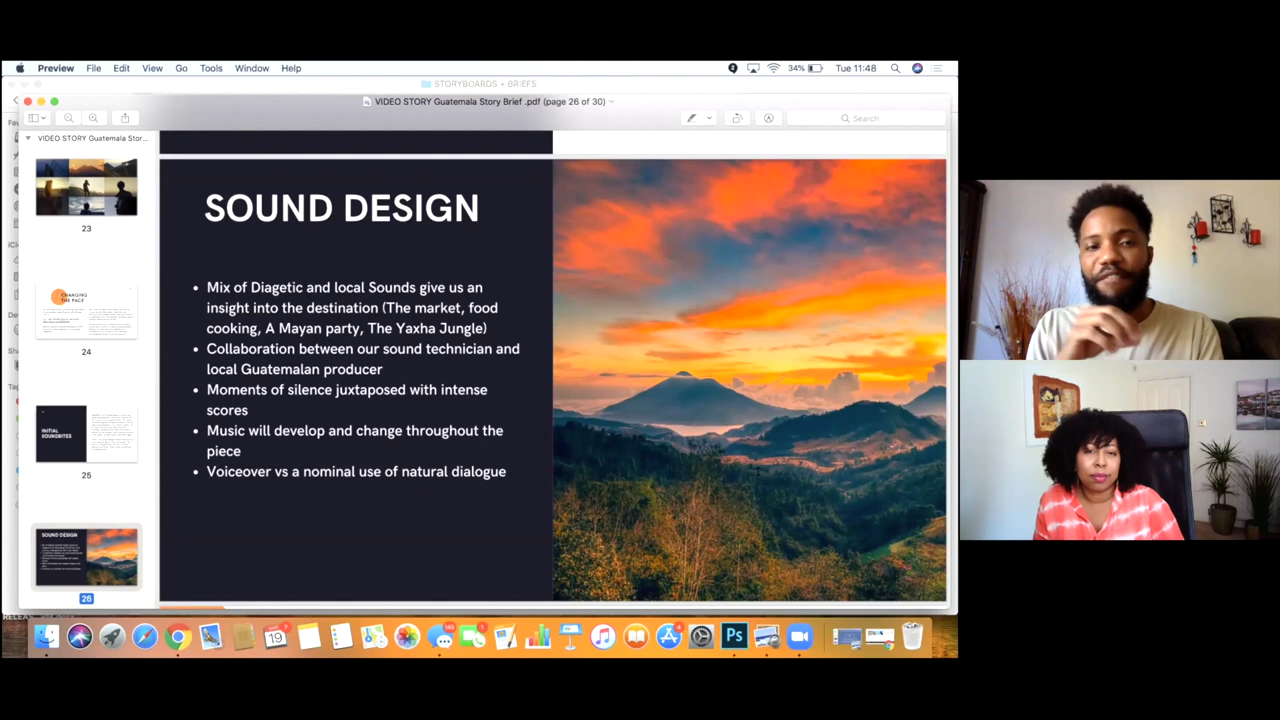 Preview File Edit View Go Tools Window Help
34% Tue 11:48
STORYBOARDS + BRIEFS
VIDEO STORY Guatemala Story Brief .pdf (page 26 of 30)
Search
VIDEO STORY Guatemala Stor...
23
CHANGING
THE PACE
24
INITIAL
SOUNDBITES
25
SOUND DESIGN
26
SOUND DESIGN
• Mix of Diagetic and local Sounds give us an
insight into the destination (The market, food
cooking, A Mayan party, The Yaxha Jungle)
• Collaboration between our sound technician and
local Guatemalan producer
• Moments of silence juxtaposed with intense
scores
• Music will develop and change throughout the
piece
• Voiceover vs a nominal use of natural dialogue
19
Ps